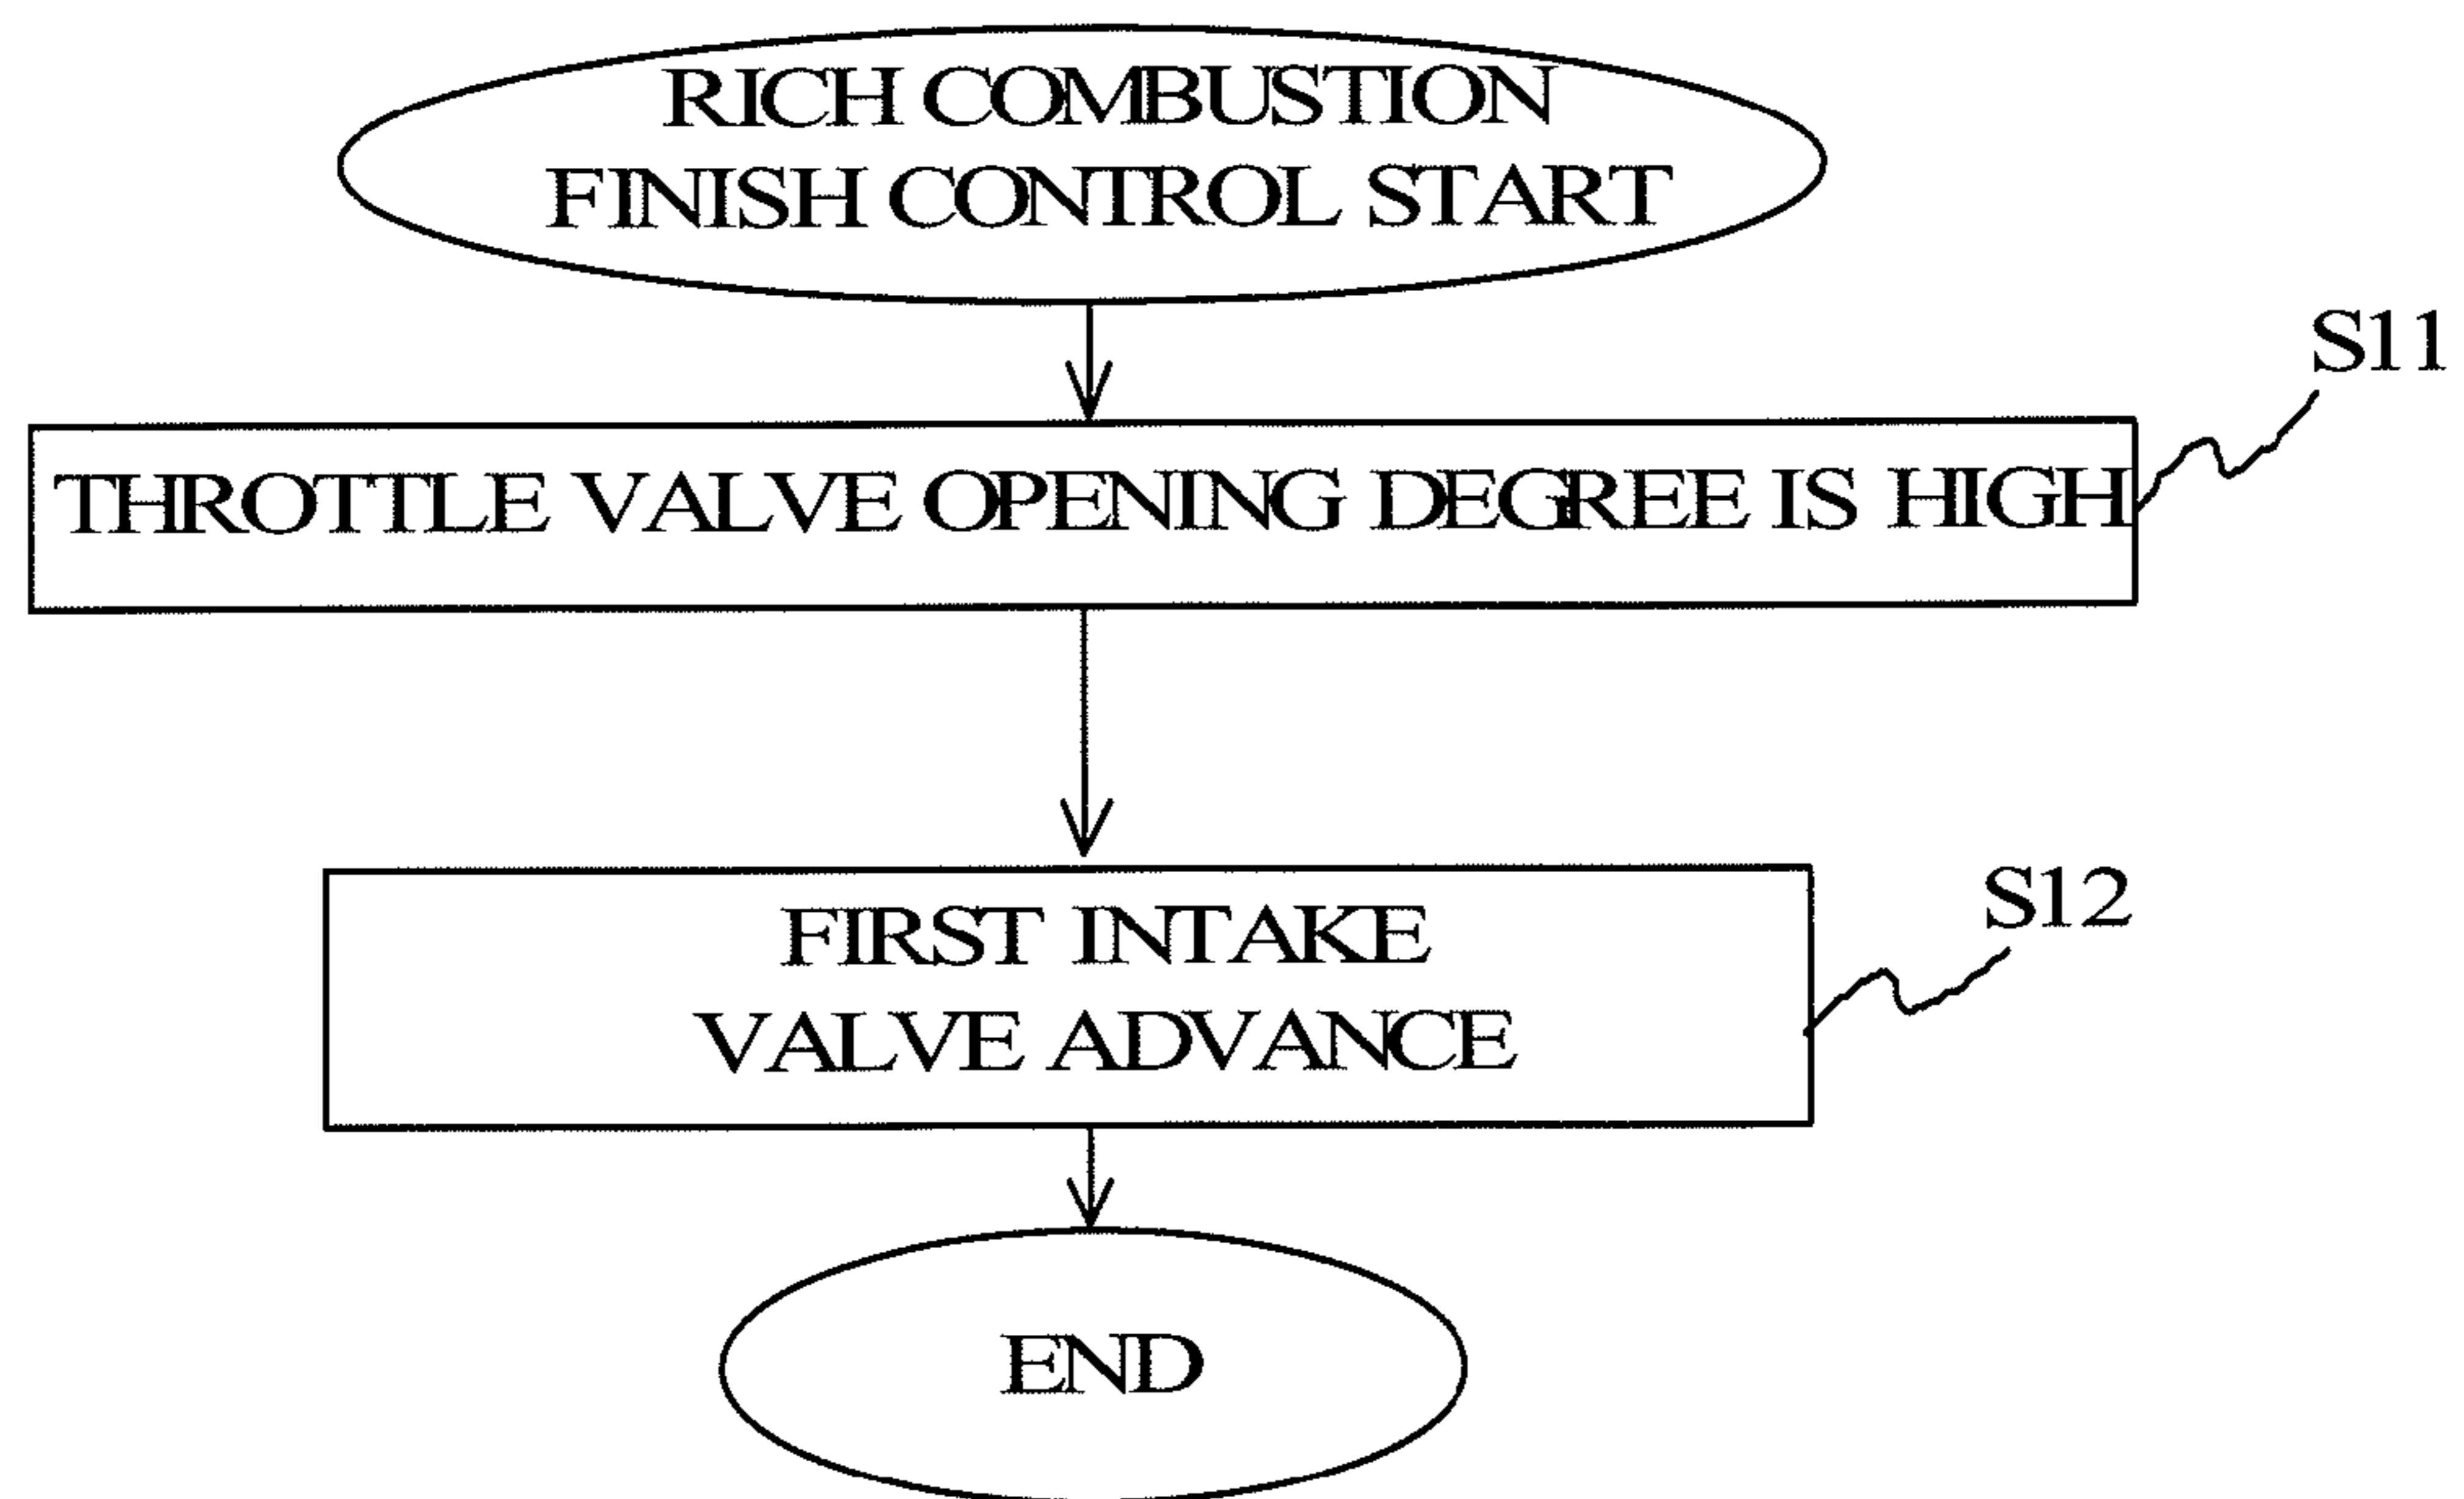 RICH COMBUSTION
FINISH CONTROL START
S11
THROTTLE VALVE OPENING DEGREE IS HIGH
S12
FIRST INTAKE
VALVE ADVANCE
END